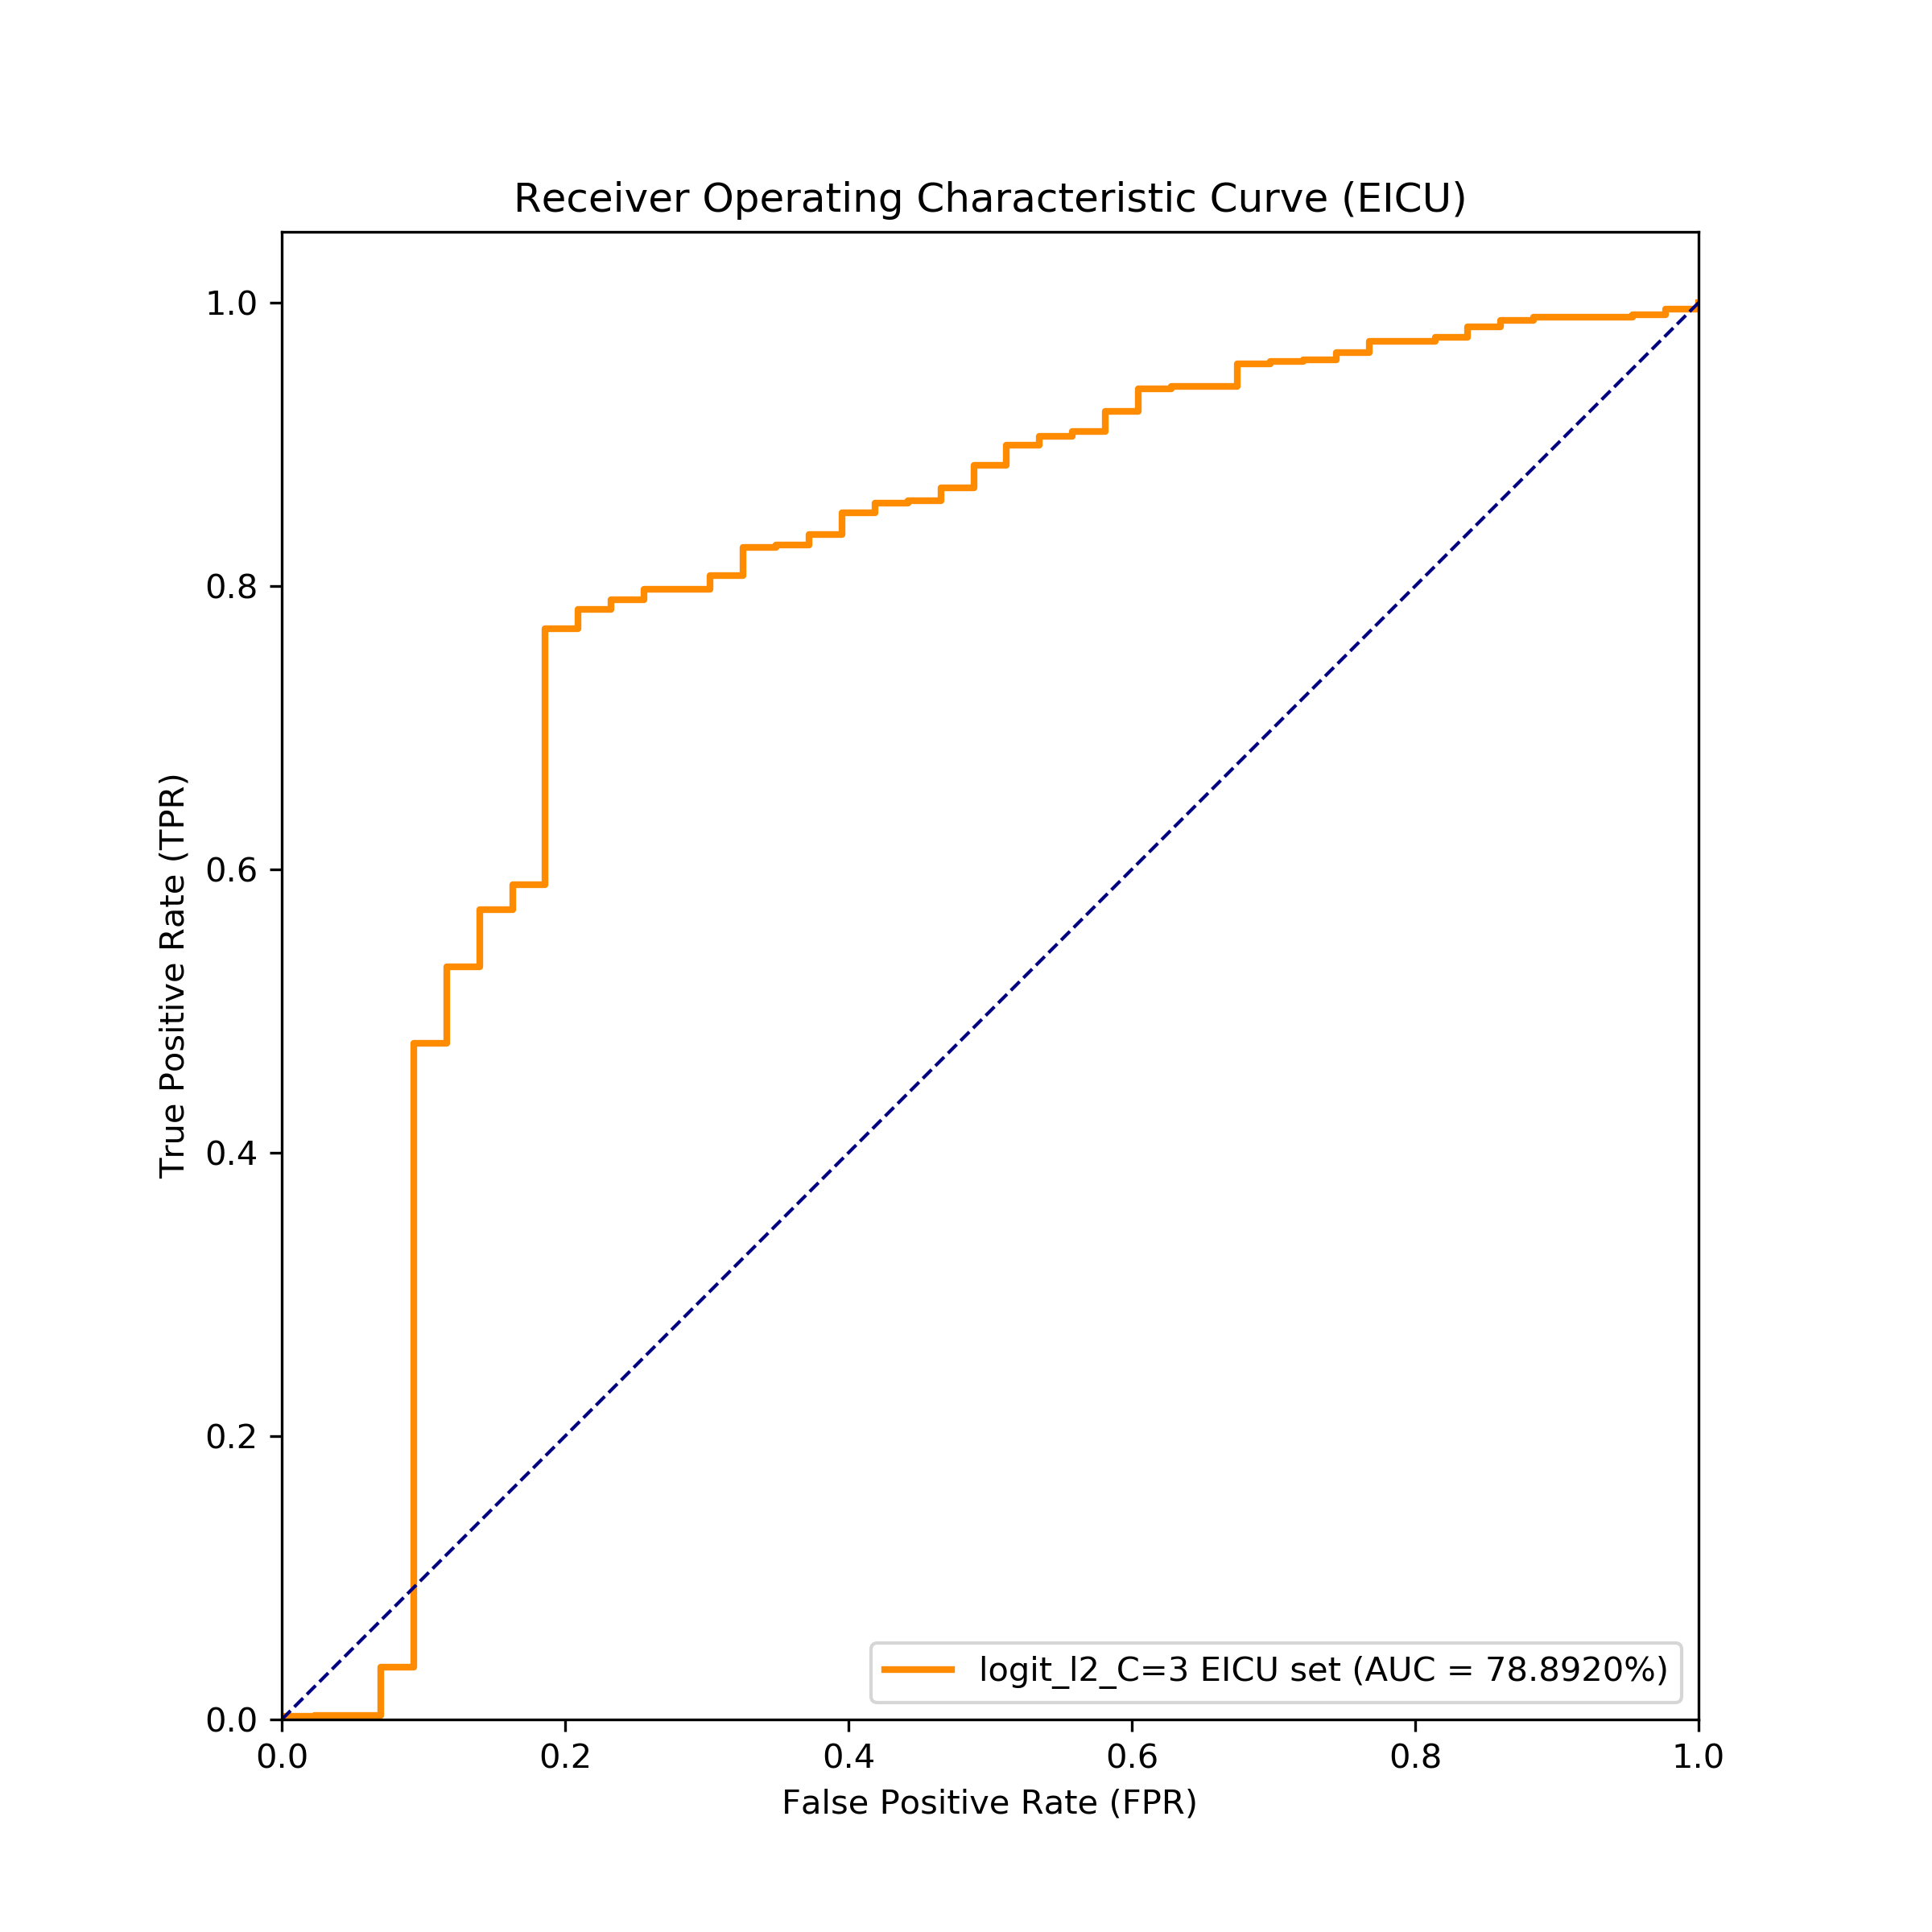 Receiver Operating Characteristic Curve (EICU)
1.0
0.8
0.6
0.4
0.2
0.0
True Positive Rate (TPR)
logit_l2_C=3 EICU set (AUC = 78.8920%)
0.0 0.2 0.4 0.6 0.8 1.0
False Positive Rate (FPR)